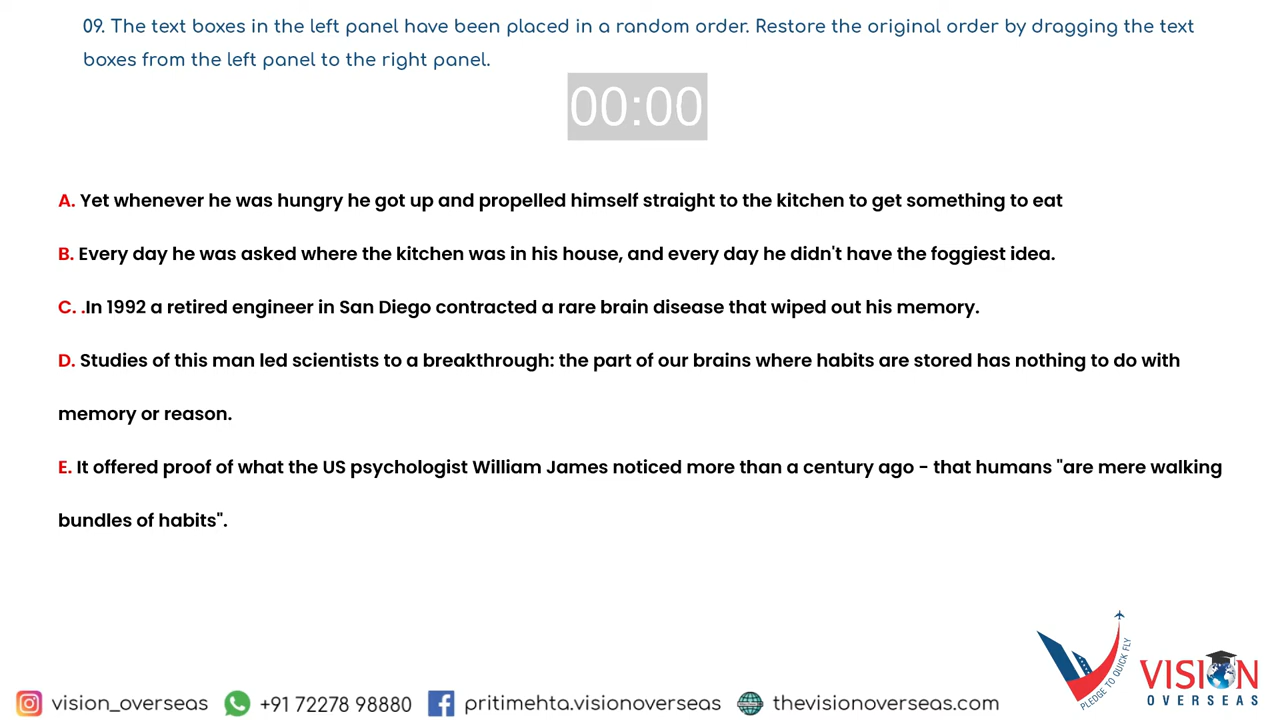 09. The text boxes in the left panel have been placed in a random order. Restore the original order by dragging the text
boxes from the left panel to the right panel.
00:00
A. Yet whenever he was hungry he got up and propelled himself straight to the kitchen to get something to eat
B. Every day he was asked where the kitchen was in his house, and every day he didn't have the foggiest idea.
C. .In 1992 a retired engineer in San Diego contracted a rare brain disease that wiped out his memory.
D. Studies of this man led scientists to a breakthrough: the part of our brains where habits are stored has nothing to do with
memory or reason.
E. It offered proof of what the US psychologist William James noticed more than a century ago - that humans "are mere walking
bundles of habits".
PLEDGE TO QUICK FLY
VISION
OVERSEAS
vision_overseas
+91 72278 98880
pritimehta.visionoverseas
thevisionoverseas.com